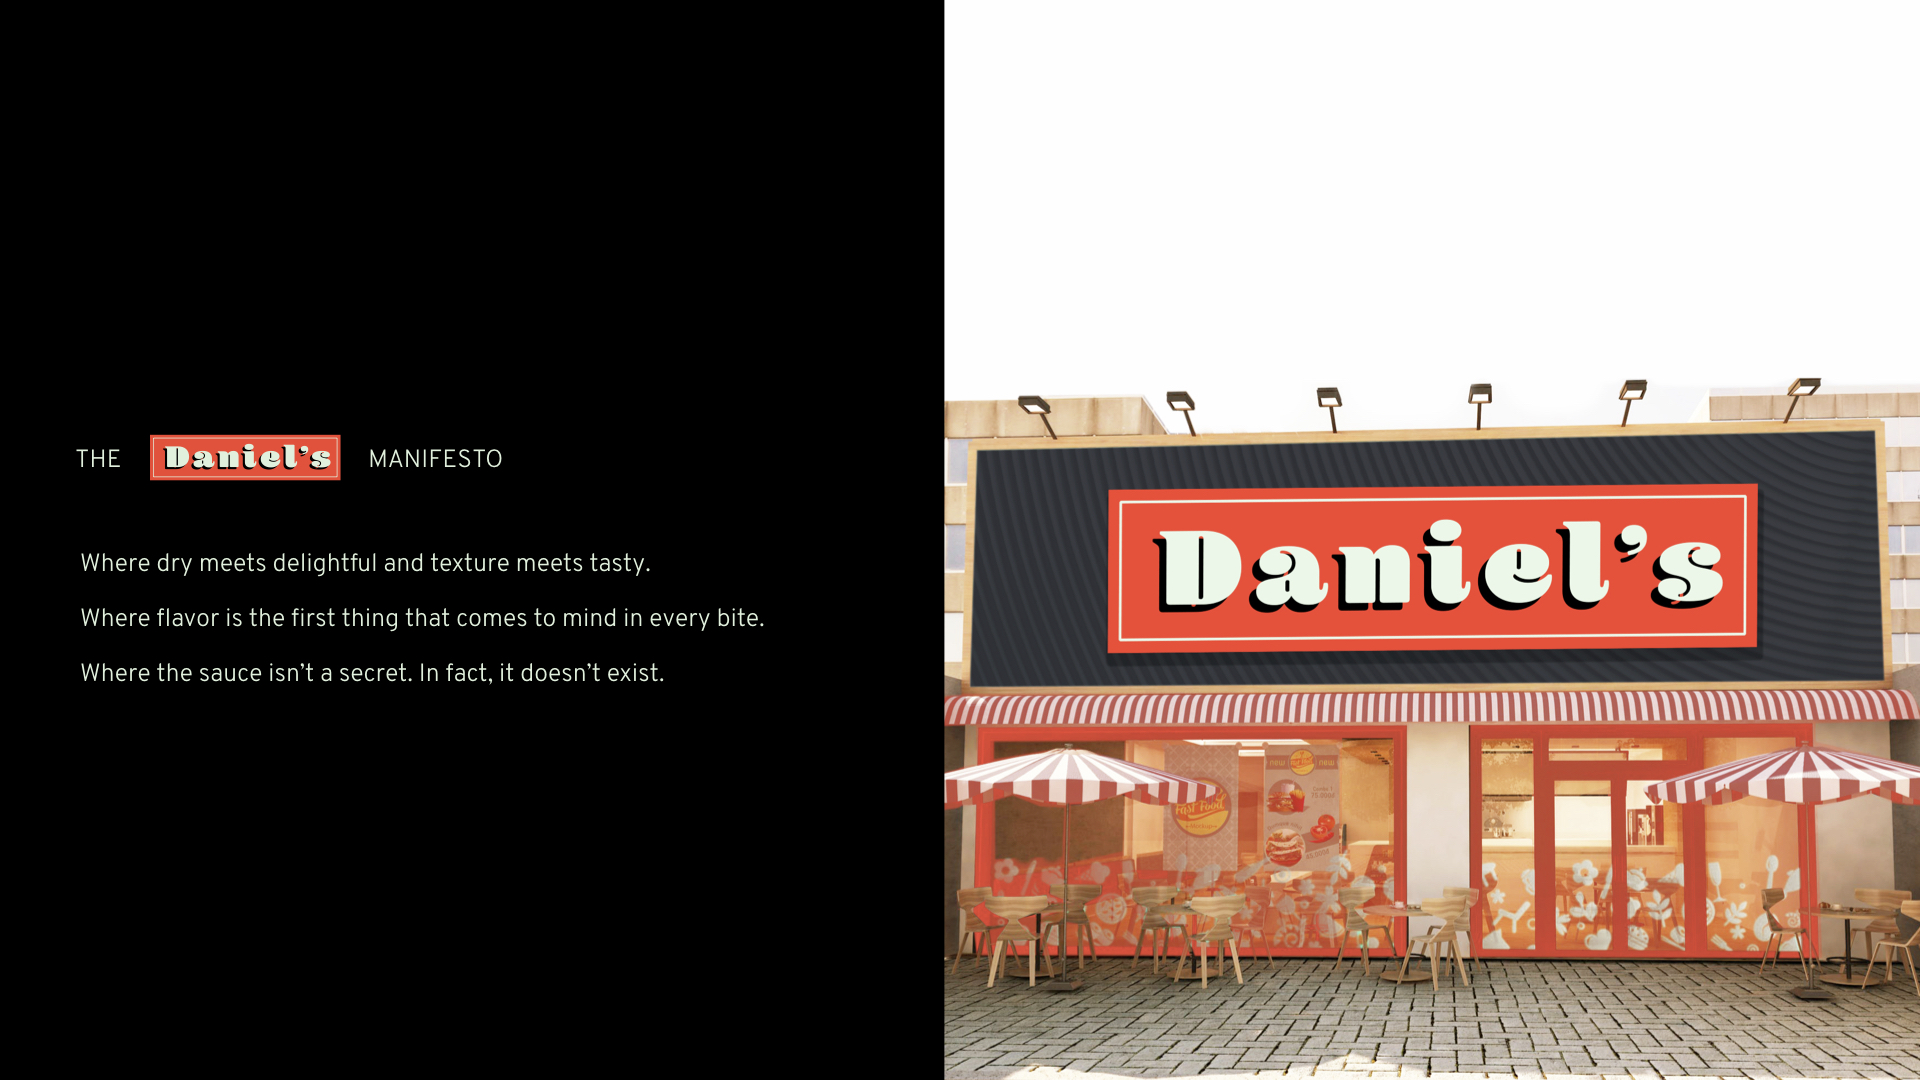 THE Daniel’s MANIFESTO
Where dry meets delightful and texture meets tasty.
Where flavor is the first thing that comes to mind in every bite.
Where the sauce isn’t a secret. In fact, it doesn’t exist.
Daniel’s
new
Fast Food
new
Fast Food